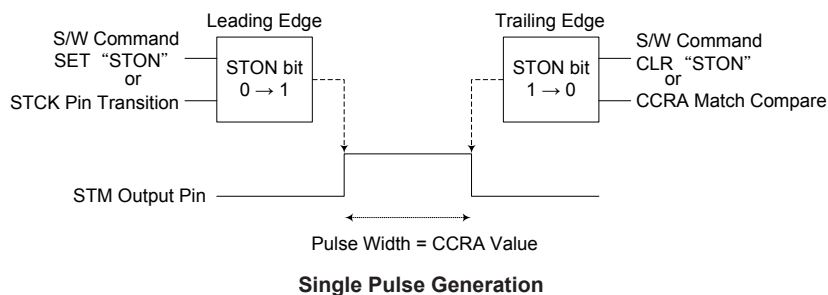 Leading Edge
S/W Command
SET “STON”
or
STCK Pin Transition
STON bit
0 → 1
Trailing Edge
STON bit
1 → 0
S/W Command
CLR “STON”
or
CCRA Match Compare
STM Output Pin
Pulse Width = CCRA Value
Single Pulse Generation